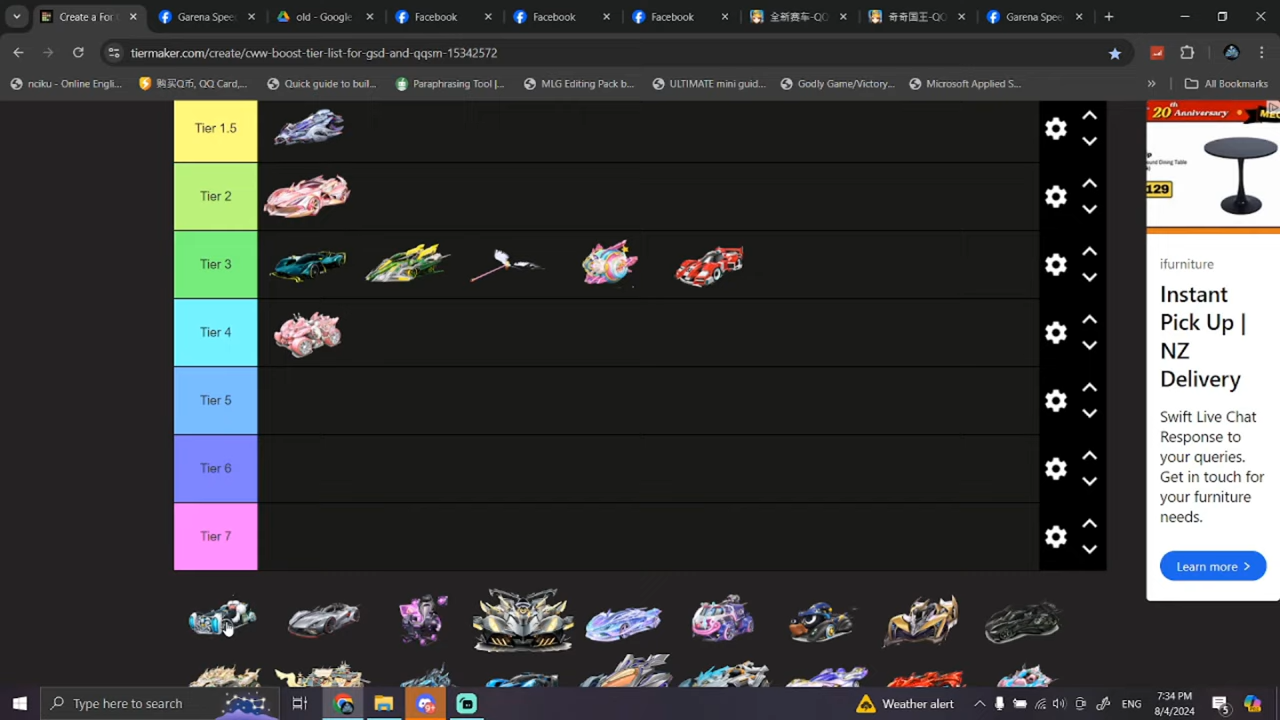 Create a For
Garena Spee
old - Google
Facebook
Facebook
Facebook
全新赛车-QQ
奇奇国王-QQ
Garena Spee
tiermaker.com/create/cww-boost-tier-list-for-gsd-and-qqsm-15342572
nciku - Online Engli...
购买Q币, QQ Card,...
Quick guide to buil...
Paraphrasing Tool |...
MLG Editing Pack b...
ULTIMATE mini guid...
Godly Game/Victory...
Microsoft Applied S...
»
All Bookmarks
Tier 1.5
Tier 2
Tier 3
Tier 4
Tier 5
Tier 6
Tier 7
20th Anniversary
ound Dining Table
129
ifurniture
Instant
Pick Up |
NZ
Delivery
Swift Live Chat
Response to
your queries.
Get in touch for
your furniture
needs.
Learn more >
Type here to search
Weather alert
ENG
7:34 PM
8/4/2024
5